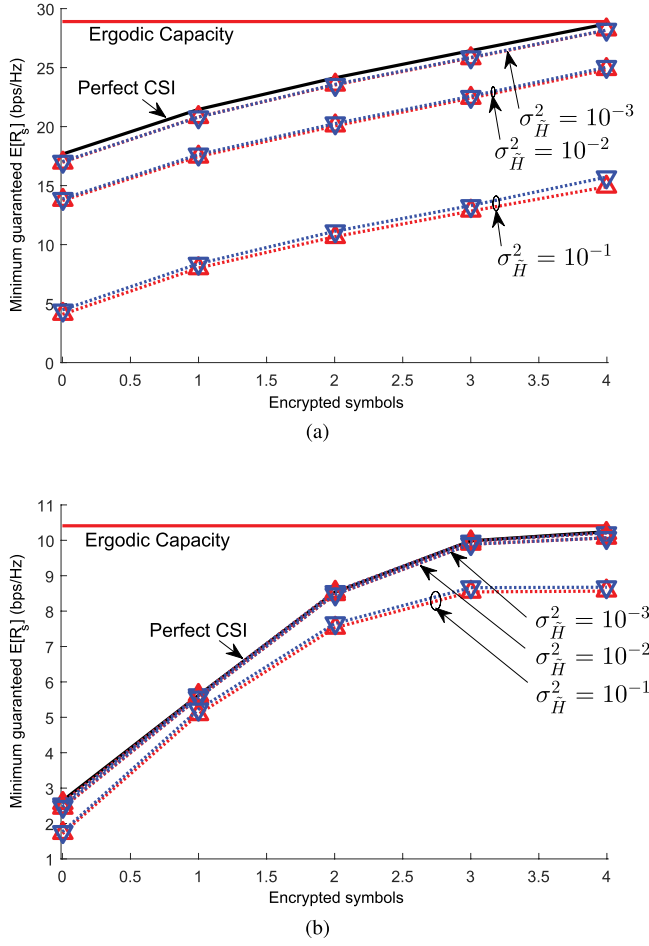 30
25
20
15
10
5
0
Minimum guaranteed E[R_s] (bps/Hz)
Ergodic Capacity
Perfect CSI
σ²_H̃ = 10⁻³
σ²_H̃ = 10⁻²
σ²_H̃ = 10⁻¹
0 0.5 1 1.5 2 2.5 3 3.5 4
Encrypted symbols
(a)
11
10
9
8
7
6
5
4
3
2
1
Minimum guaranteed E[R_s] (bps/Hz)
Ergodic Capacity
Perfect CSI
σ²_H̃ = 10⁻³
σ²_H̃ = 10⁻²
σ²_H̃ = 10⁻¹
0 0.5 1 1.5 2 2.5 3 3.5 4
Encrypted symbols
(b)